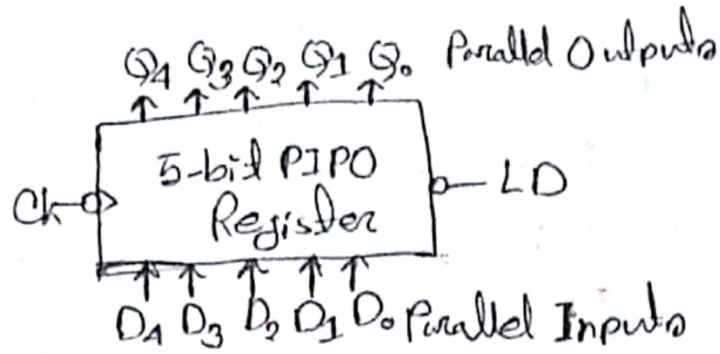 Q4 Q3 Q2 Q1 Q0 Parallel Outputs
5-bit PIPO
Ck LD
Register
D4 D3 D2 D1 D0 Parallel Inputs